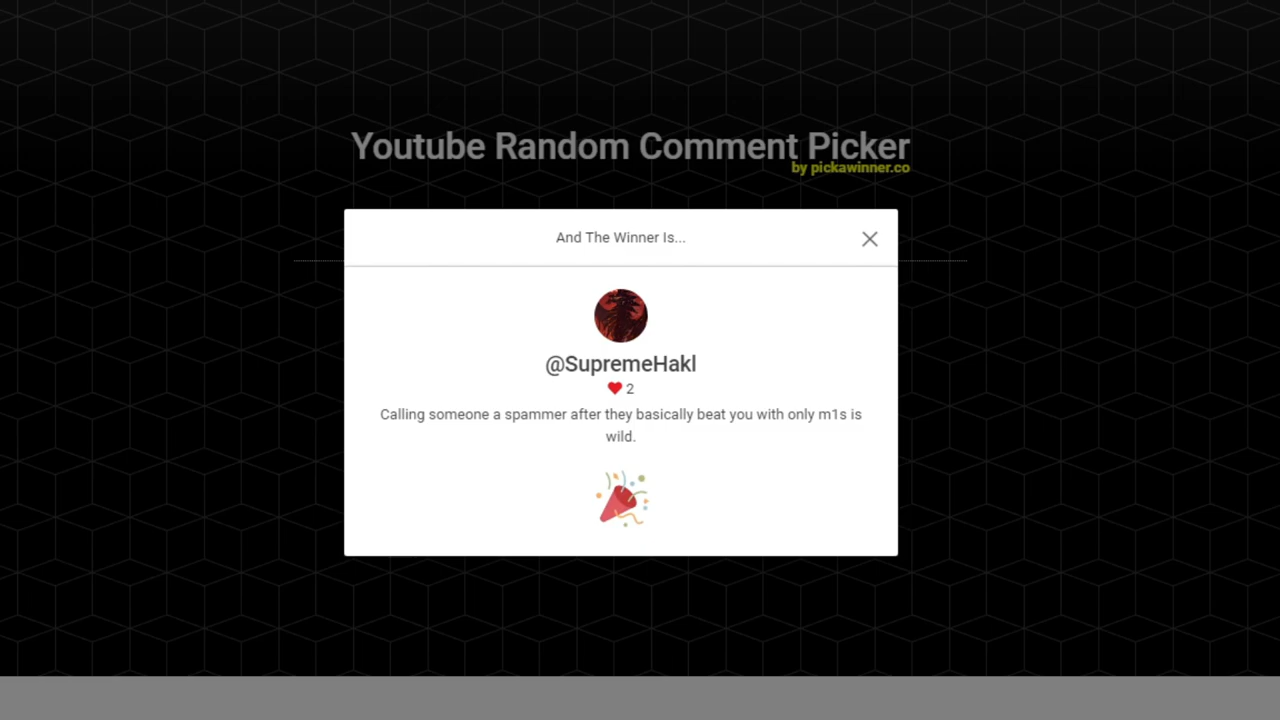 Youtube Random Comment Picker
by pickawinner.co
And The Winner Is...
@SupremeHakl
2
Calling someone a spammer after they basically beat you with only m1s is
wild.